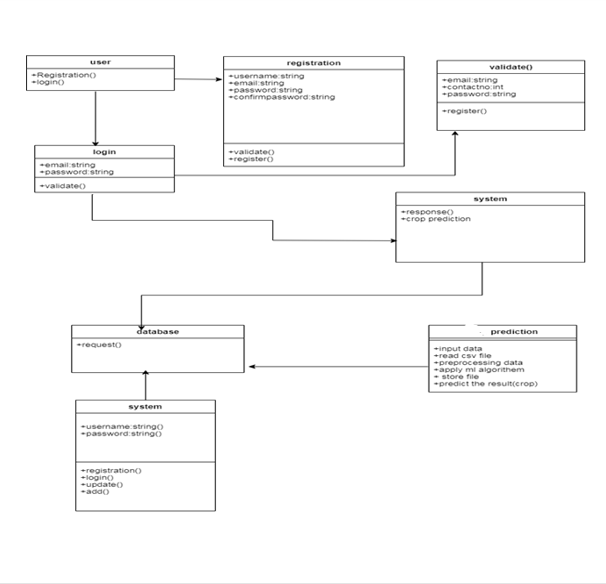 user
+Registration()
+login()
registration
+username:string
+email:string
+password:string
+confirmpassword:string
+validate()
+register()
validate()
+email:string
+contactno:int
+password:string
+register()
login
+email:string
+password:string
+validate()
system
+response()
+crop prediction
database
+request()
prediction
+input data
+read csv file
+preprocessing data
+apply ml algorithem
+ store file
+predict the result(crop)
system
+username:string()
+password:string()
+registration()
+login()
+update()
+add()